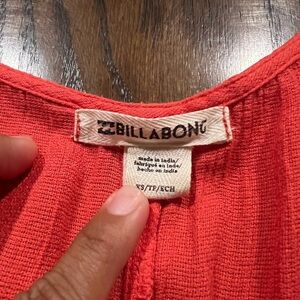 BILLABONG
made in india/
fabriqué en inde/
hecho en india
XS/TP/ECH